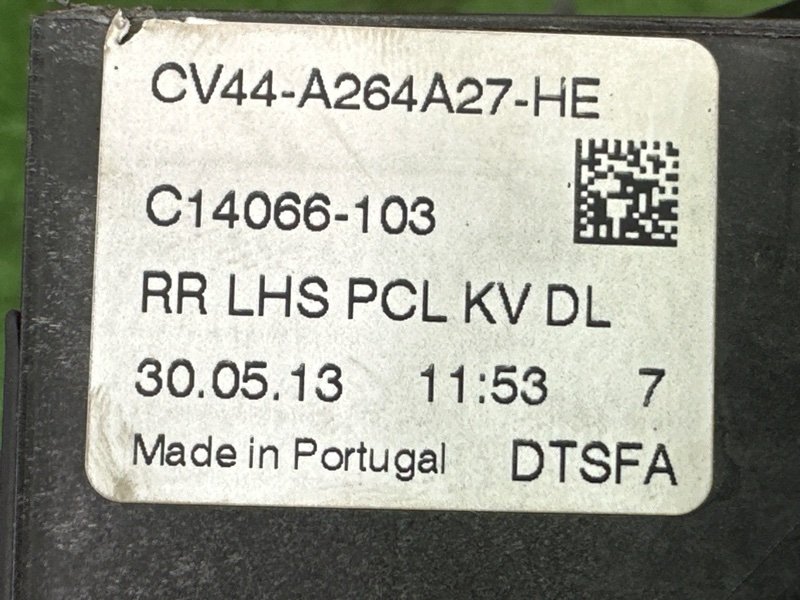 CV44-A264A27-HE
C14066-103
RR LHS PCL KV DL
30.05.13 11:53 7
Made in Portugal DTSFA